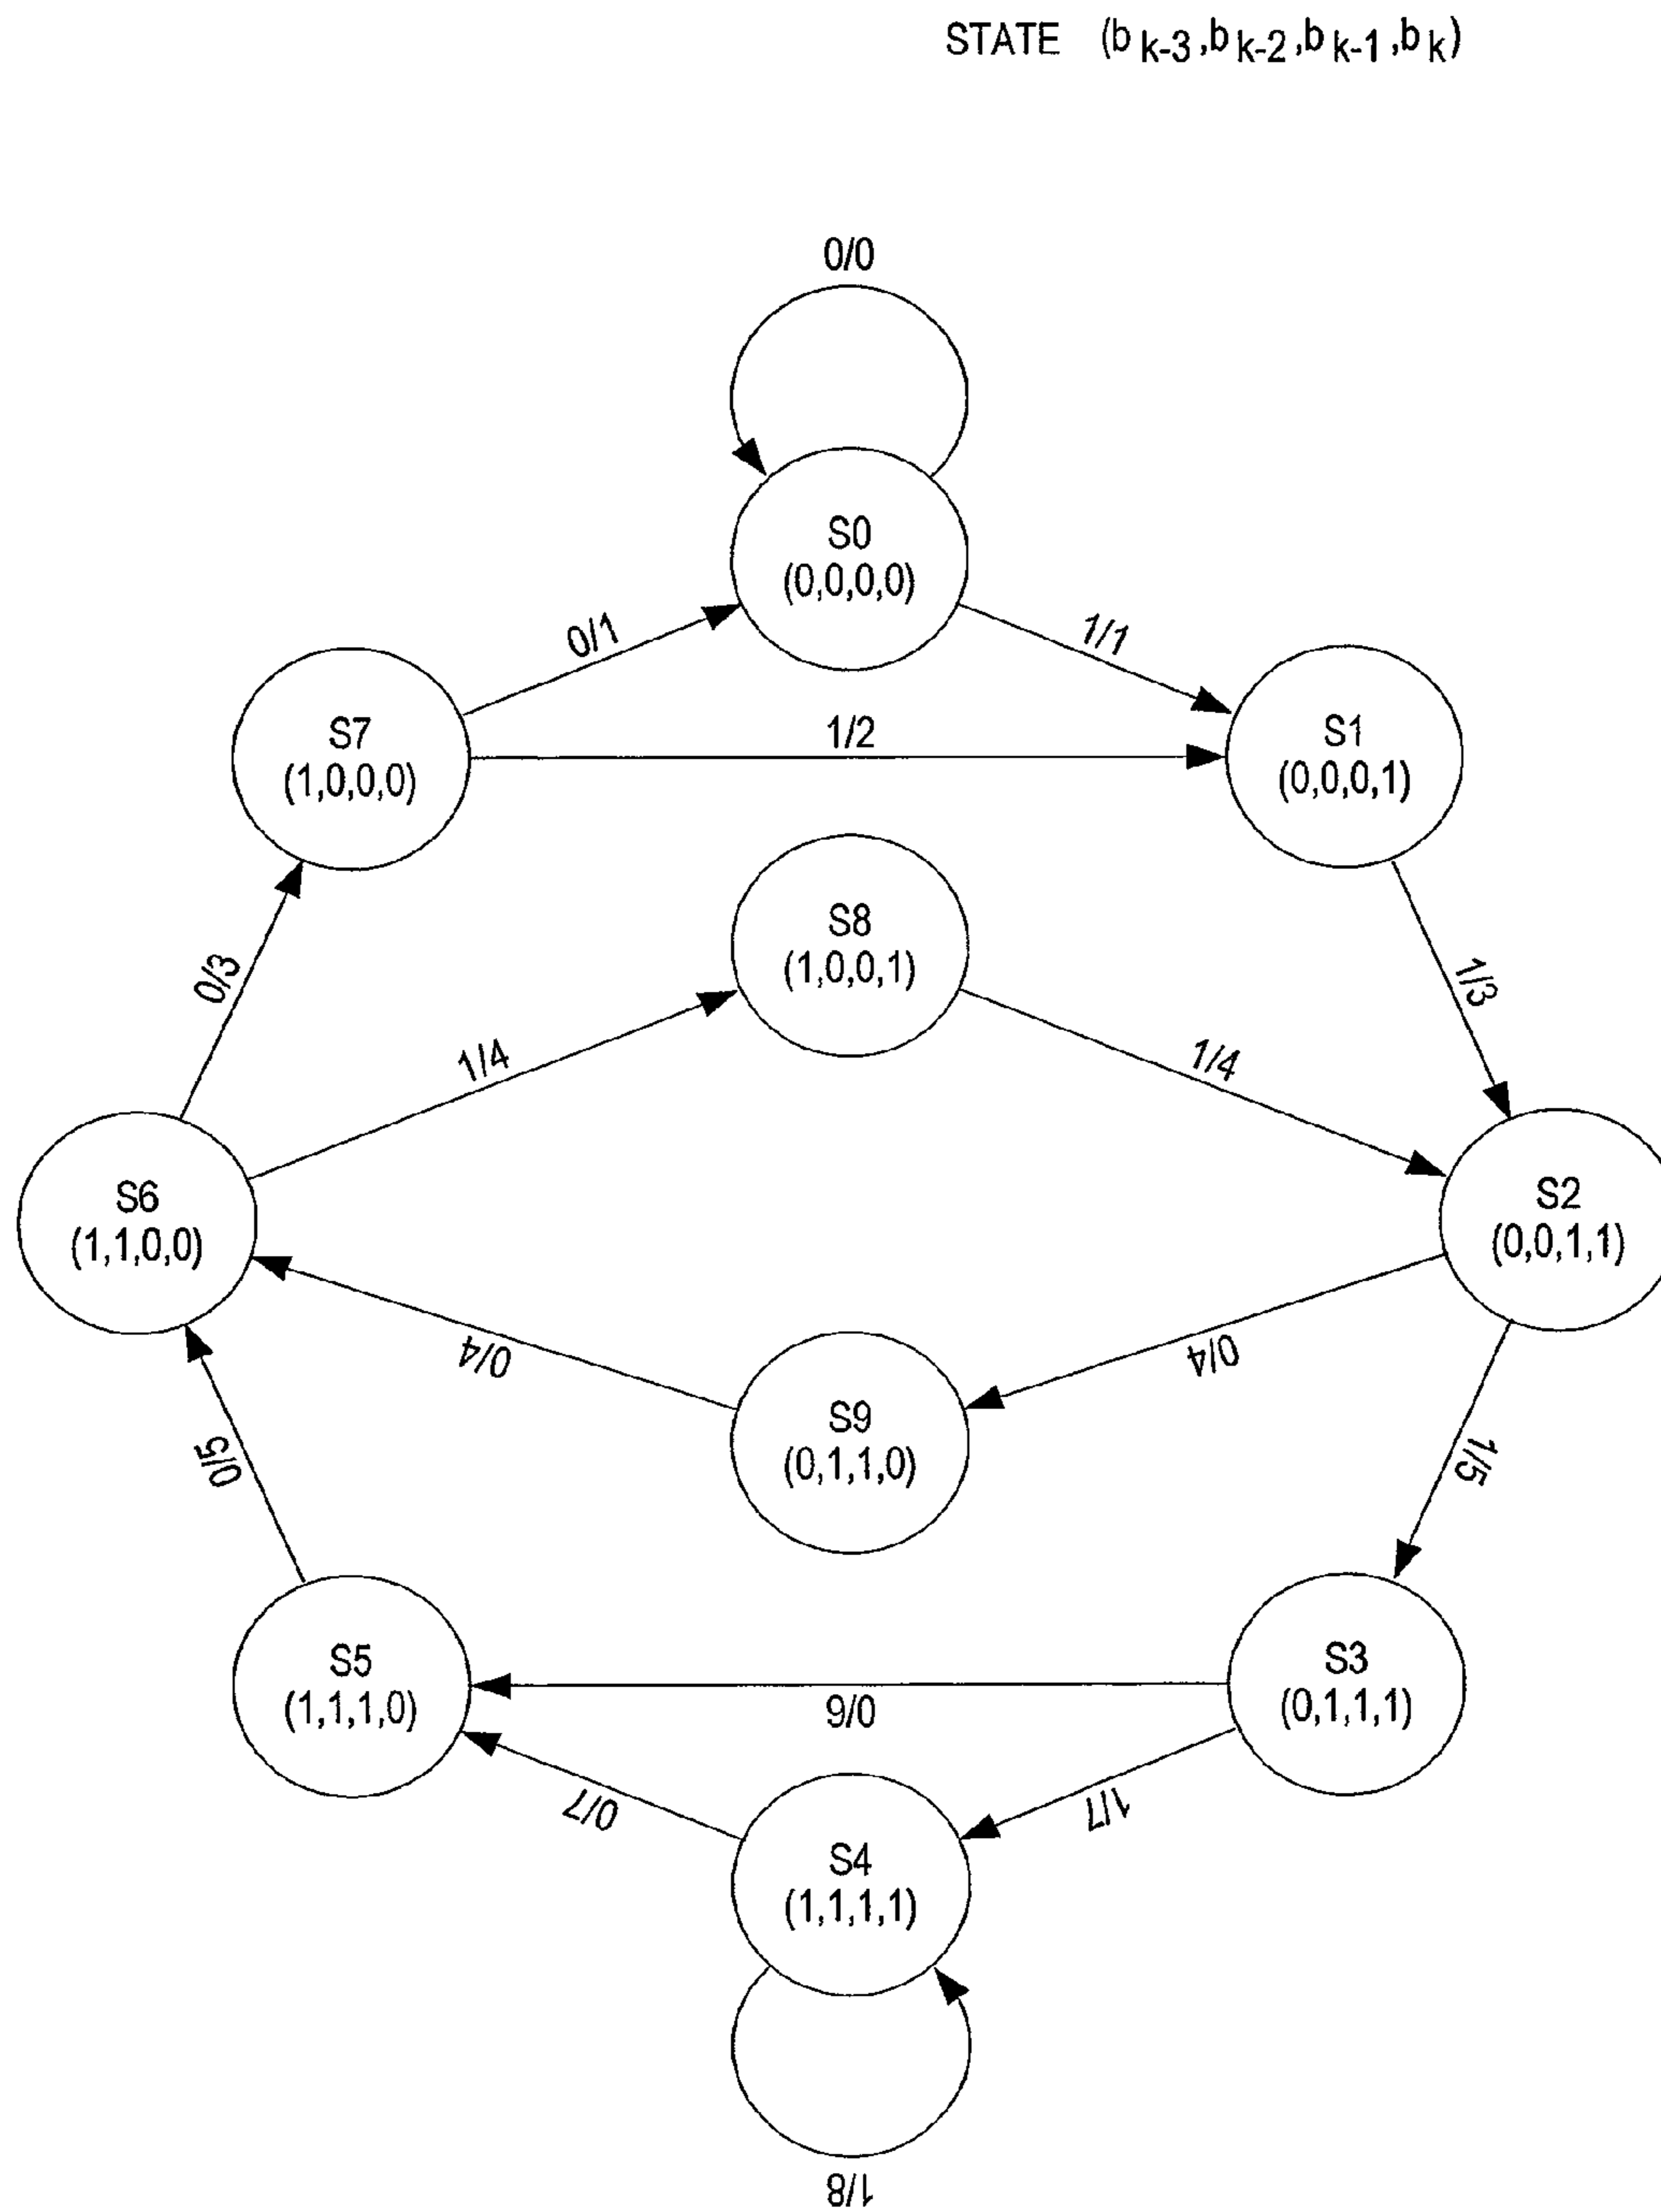 STATE (b k-3 ,b k-2 ,b k-1 ,b k)
0/0
S0
(0,0,0,0)
0/1
1/1
S7
(1,0,0,0)
1/2
S1
(0,0,0,1)
S8
(1,0,0,1)
0/3
1/3
1/4
1/4
S6
(1,1,0,0)
S2
(0,0,1,1)
0/4
0/4
S9
(0,1,1,0)
0/5
1/5
S5
(1,1,1,0)
0/6
S3
(0,1,1,1)
0/7
1/7
S4
(1,1,1,1)
1/8